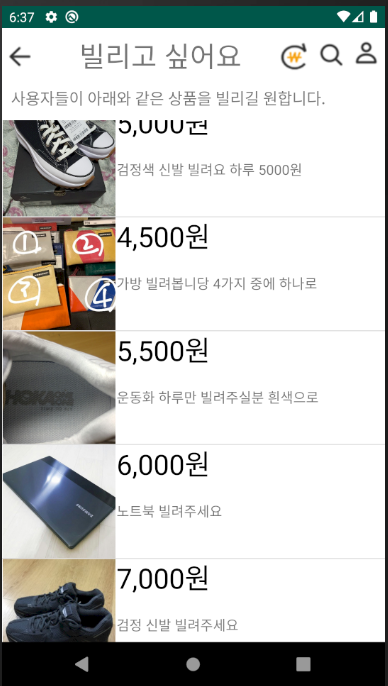 6:37
빌리고 싶어요
사용자들이 아래와 같은 상품을 빌리길 원합니다.
5,000원
검정색 신발 빌려요 하루 5000원
4,500원
① ②
③ ④
가방 빌려봅니당 4가지 중에 하나로
5,500원
HOKA
운동화 하루만 빌려주실분 흰색으로
6,000원
SAMSUNG
노트북 빌려주세요
7,000원
검정 신발 빌려주세요